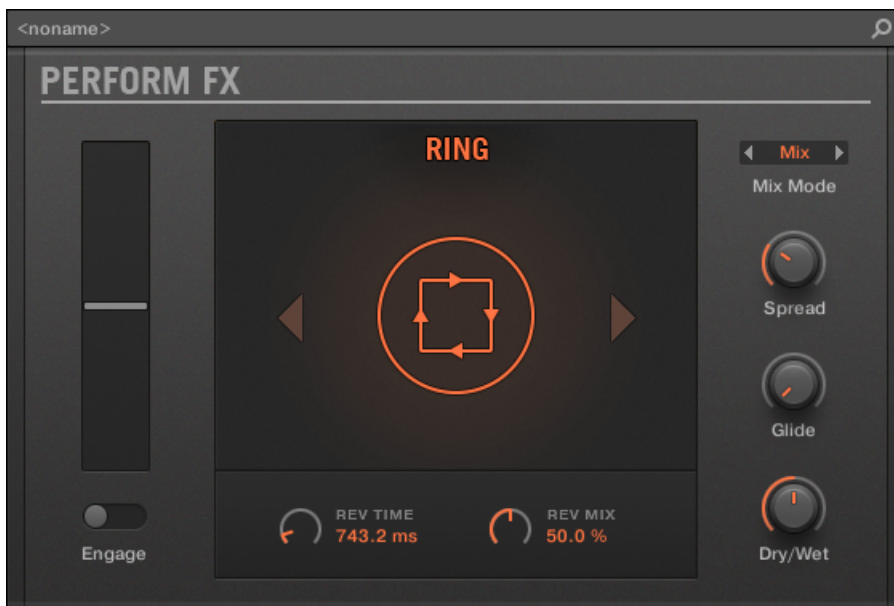 <noname>
PERFORM FX
RING
Mix
Mix Mode
Spread
Glide
REV TIME
743.2 ms
REV MIX
50.0 %
Engage
Dry/Wet